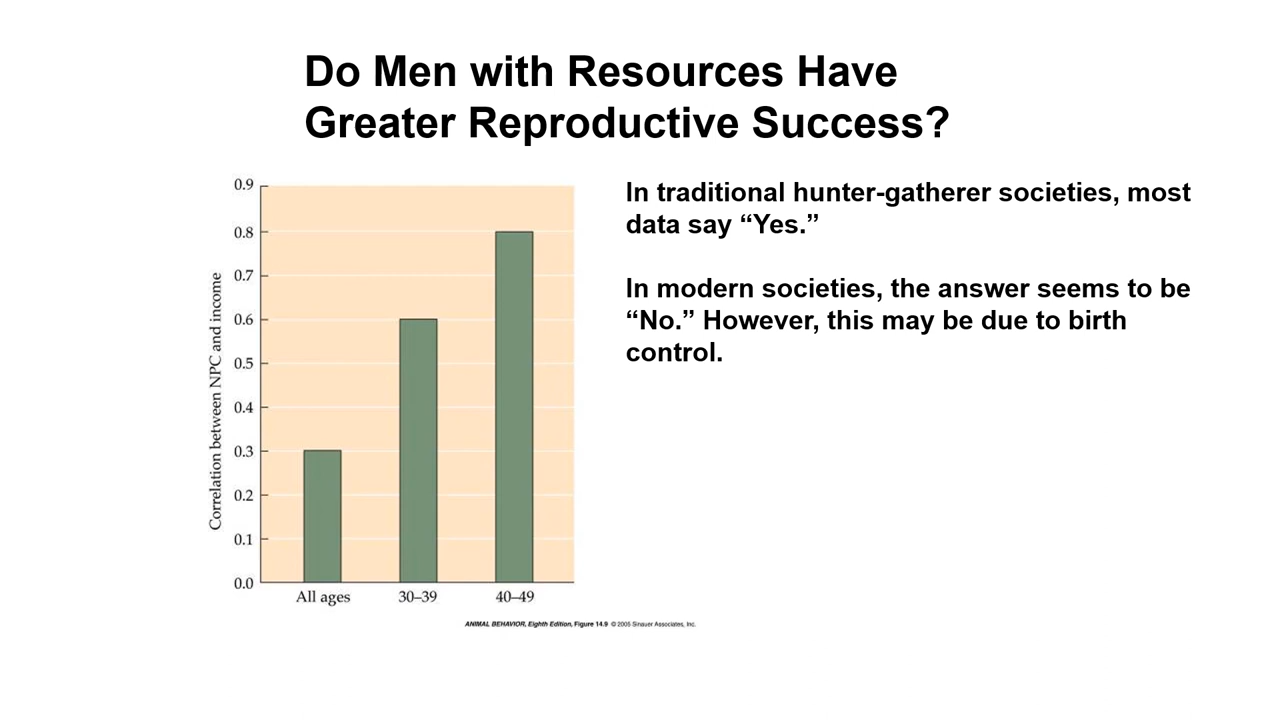 Do Men with Resources Have
Greater Reproductive Success?
0.9
0.8
0.7
0.6
0.5
0.4
0.3
0.2
0.1
0.0
Correlation between NPC and income
All ages
30–39
40–49
ANIMAL BEHAVIOR, Eighth Edition, Figure 14.9 © 2005 Sinauer Associates, Inc.
In traditional hunter-gatherer societies, most
data say “Yes.”
In modern societies, the answer seems to be
“No.” However, this may be due to birth
control.